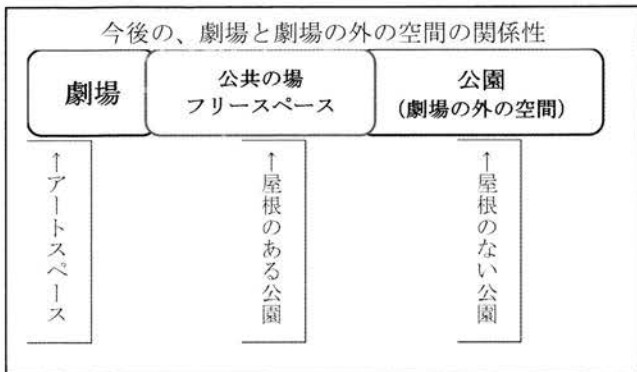 今後の、劇場と劇場の外の空間の関係性
劇場
公共の場
フリースペース
公園
(劇場の外の空間)
↑アートスペース
↑屋根のある公園
↑屋根のない公園